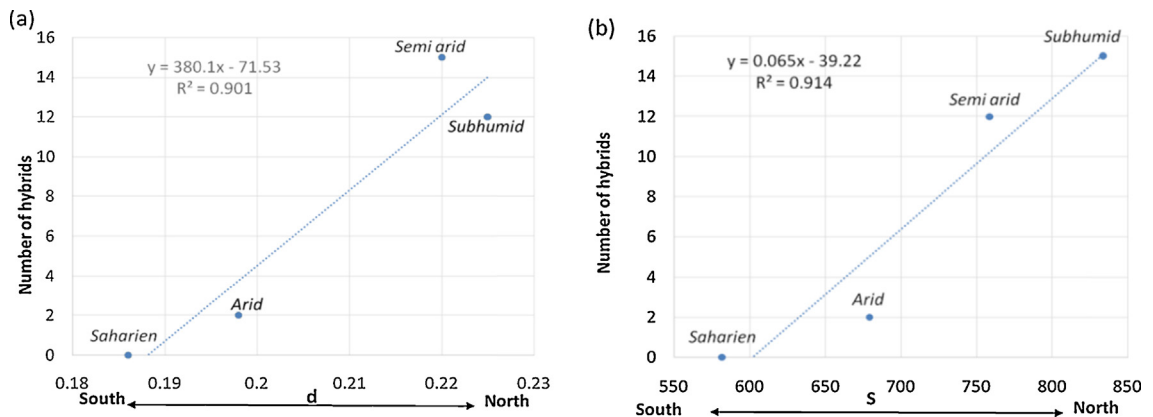 (a)
16
14
12
10
8
6
4
2
0
Number of hybrids
y = 380.1x - 71.53
R² = 0.901
Semi arid
Subhumid
Arid
Saharien
0.18 0.19 0.2 0.21 0.22 0.23
South d North
(b)
16
14
12
10
8
6
4
2
0
Number of hybrids
y = 0.065x - 39.22
R² = 0.914
Subhumid
Semi arid
Arid
Saharien
550 600 650 700 750 800 850
South S North